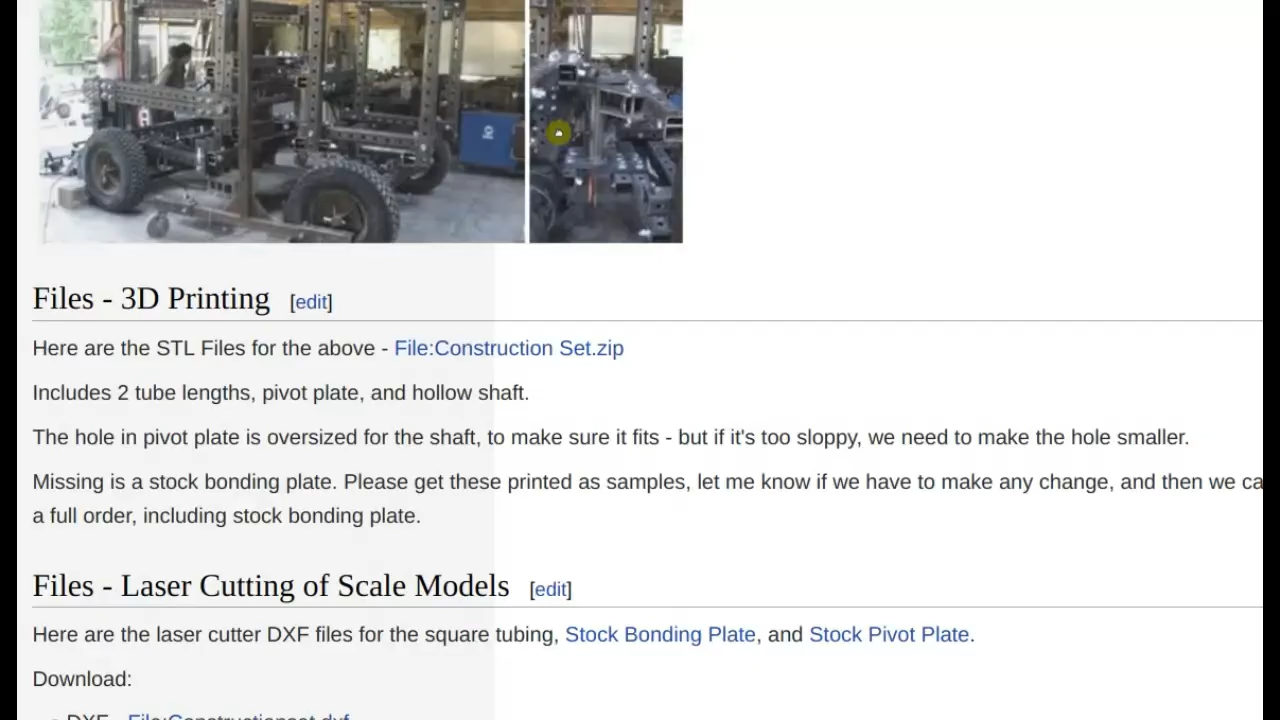 Files - 3D Printing [edit]
Here are the STL Files for the above - File:Construction Set.zip
Includes 2 tube lengths, pivot plate, and hollow shaft.
The hole in pivot plate is oversized for the shaft, to make sure it fits - but if it's too sloppy, we need to make the hole smaller.
Missing is a stock bonding plate. Please get these printed as samples, let me know if we have to make any change, and then we ca
a full order, including stock bonding plate.
Files - Laser Cutting of Scale Models [edit]
Here are the laser cutter DXF files for the square tubing, Stock Bonding Plate, and Stock Pivot Plate.
Download:
DXF - File:Constructionset.dxf